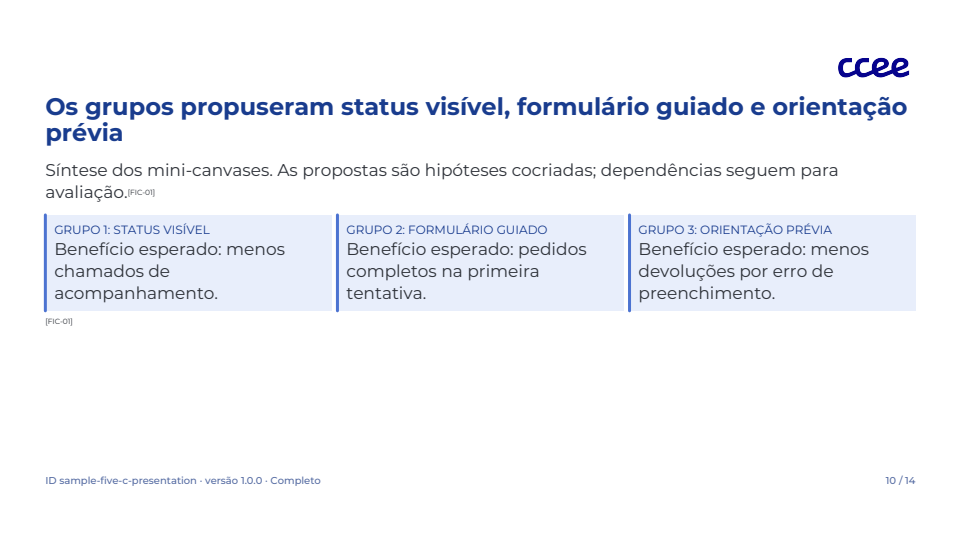 ccee
Os grupos propuseram status visível, formulário guiado e orientação
prévia
Síntese dos mini-canvases. As propostas são hipóteses cocriadas; dependências seguem para
avaliação.[FIC-01]
GRUPO 1: STATUS VISÍVEL
Benefício esperado: menos
chamados de
acompanhamento.
GRUPO 2: FORMULÁRIO GUIADO
Benefício esperado: pedidos
completos na primeira
tentativa.
GRUPO 3: ORIENTAÇÃO PRÉVIA
Benefício esperado: menos
devoluções por erro de
preenchimento.
[FIC-01]
ID sample-five-c-presentation · versão 1.0.0 · Completo
10 / 14